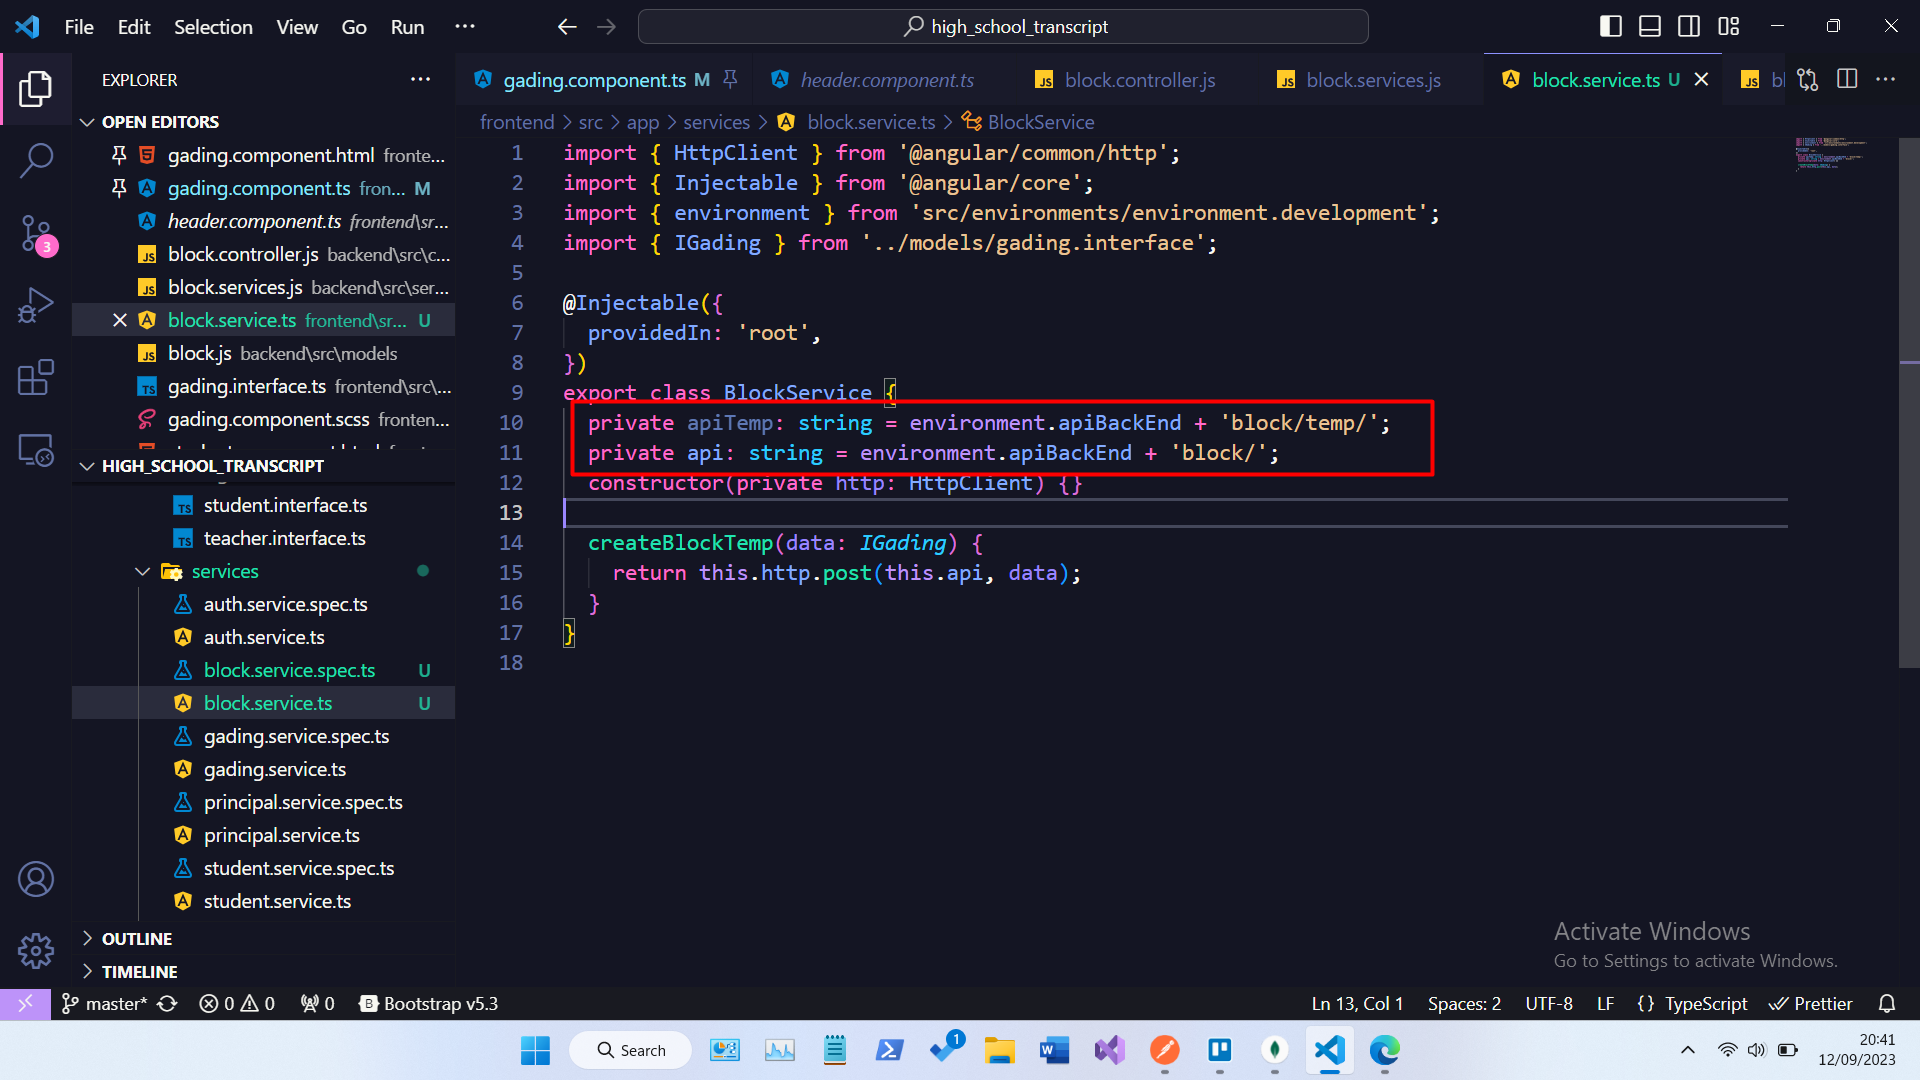 File Edit Selection View Go Run ··· high_school_transcript
EXPLORER ···
OPEN EDITORS
gading.component.html fronte...
gading.component.ts fron... M
header.component.ts frontend\sr...
block.controller.js backend\src\c...
block.services.js backend\src\ser...
block.service.ts frontend\sr... U
block.js backend\src\models
gading.interface.ts frontend\src\...
gading.component.scss fronten...
HIGH_SCHOOL_TRANSCRIPT
student.interface.ts
teacher.interface.ts
services
auth.service.spec.ts
auth.service.ts
block.service.spec.ts U
block.service.ts U
gading.service.spec.ts
gading.service.ts
principal.service.spec.ts
principal.service.ts
student.service.spec.ts
student.service.ts
OUTLINE
TIMELINE
3
gading.component.ts M header.component.ts block.controller.js block.services.js block.service.ts U bl
frontend > src > app > services > block.service.ts > BlockService
1 import { HttpClient } from '@angular/common/http';
2 import { Injectable } from '@angular/core';
3 import { environment } from 'src/environments/environment.development';
4 import { IGading } from '../models/gading.interface';
5
6 @Injectable({
7 providedIn: 'root',
8 })
9 export class BlockService {
10 private apiTemp: string = environment.apiBackEnd + 'block/temp/';
11 private api: string = environment.apiBackEnd + 'block/';
12 constructor(private http: HttpClient) {}
13
14 createBlockTemp(data: IGading) {
15 return this.http.post(this.api, data);
16 }
17 }
18
Activate Windows
Go to Settings to activate Windows.
master* 0 0 0 B Bootstrap v5.3 Ln 13, Col 1 Spaces: 2 UTF-8 LF {} TypeScript Prettier
Search 1 W 20:41
12/09/2023